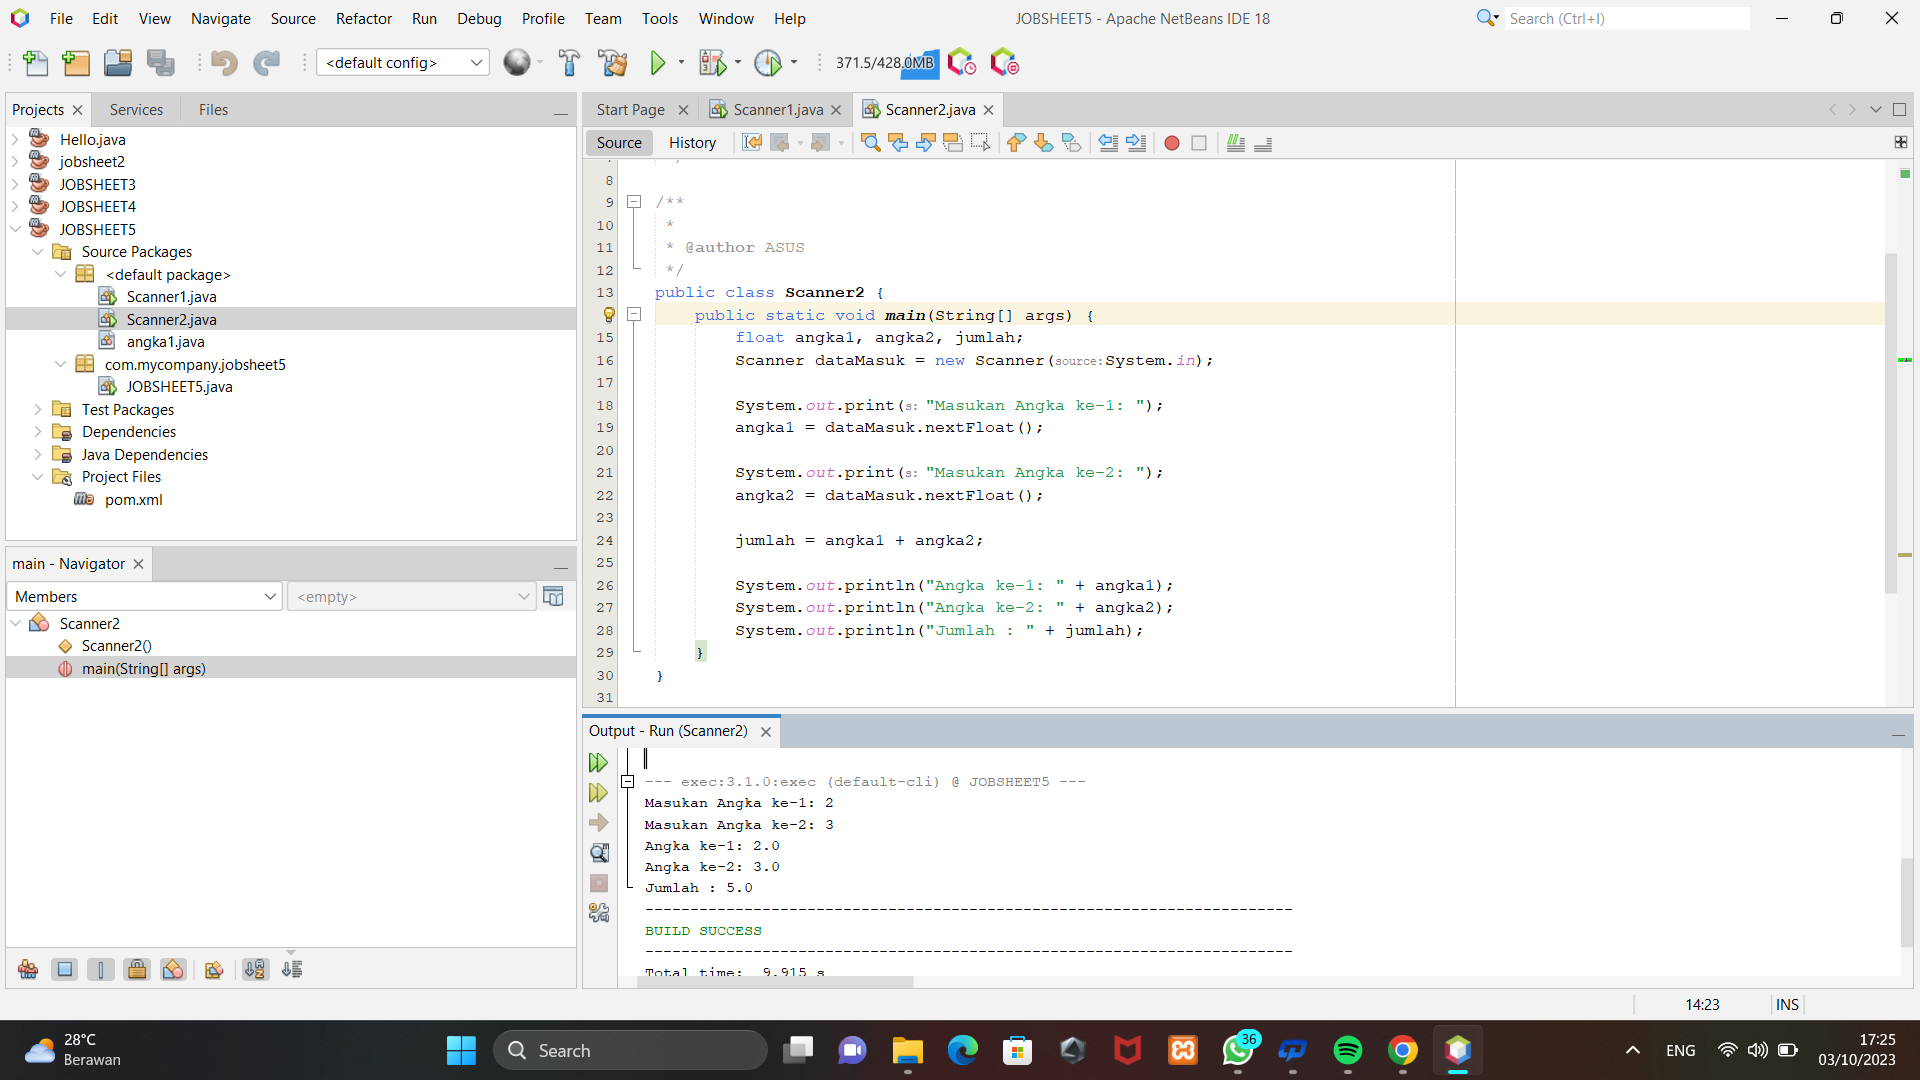 File Edit View Navigate Source Refactor Run Debug Profile Team Tools Window Help
JOBSHEET5 - Apache NetBeans IDE 18
Search (Ctrl+I)
<default config>
371.5/428.0MB
Projects Services Files
Hello.java
jobsheet2
JOBSHEET3
JOBSHEET4
JOBSHEET5
Source Packages
<default package>
Scanner1.java
Scanner2.java
angka1.java
com.mycompany.jobsheet5
JOBSHEET5.java
Test Packages
Dependencies
Java Dependencies
Project Files
pom.xml
main - Navigator
Members <empty>
Scanner2
Scanner2()
main(String[] args)
Start Page Scanner1.java Scanner2.java
Source History
8
9 /**
10 *
11 * @author ASUS
12 */
13 public class Scanner2 {
public static void main(String[] args) {
15 float angka1, angka2, jumlah;
16 Scanner dataMasuk = new Scanner(source:System.in);
17
18 System.out.print(s: "Masukan Angka ke-1: ");
19 angka1 = dataMasuk.nextFloat();
20
21 System.out.print(s: "Masukan Angka ke-2: ");
22 angka2 = dataMasuk.nextFloat();
23
24 jumlah = angka1 + angka2;
25
26 System.out.println("Angka ke-1: " + angka1);
27 System.out.println("Angka ke-2: " + angka2);
28 System.out.println("Jumlah : " + jumlah);
29 }
30 }
31
Output - Run (Scanner2)
--- exec:3.1.0:exec (default-cli) @ JOBSHEET5 ---
Masukan Angka ke-1: 2
Masukan Angka ke-2: 3
Angka ke-1: 2.0
Angka ke-2: 3.0
Jumlah : 5.0
------------------------------------------------------------------------
BUILD SUCCESS
------------------------------------------------------------------------
Total time: 9.915 s
14:23 INS
28°C
Berawan
Search
36
ENG
17:25
03/10/2023